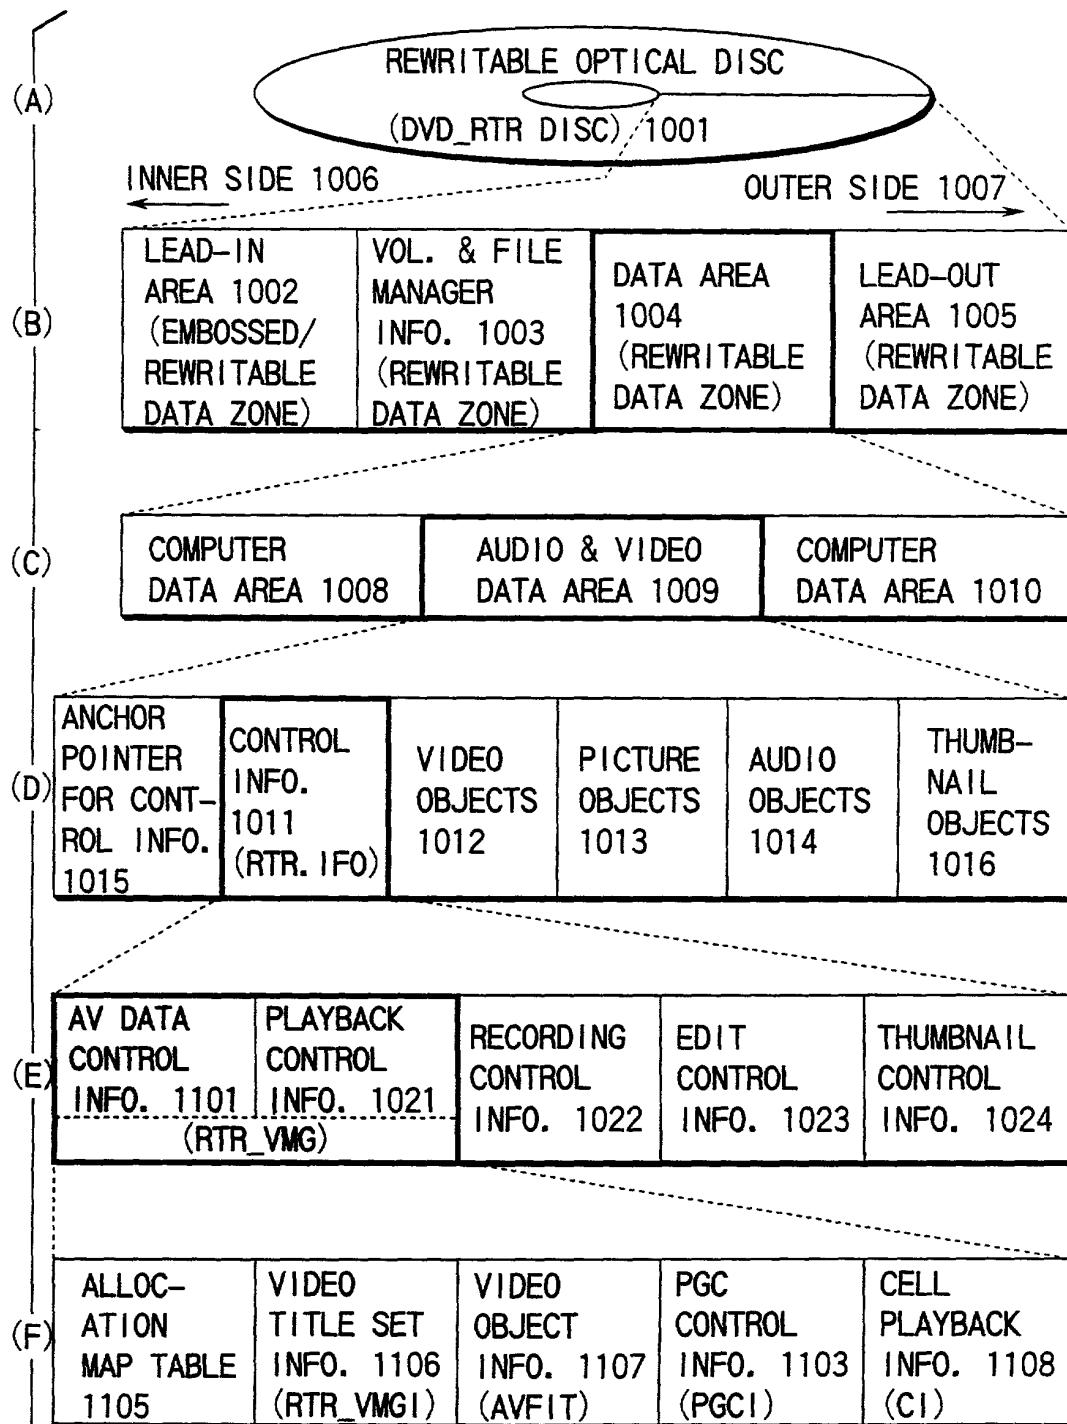 (A)
REWRITABLE OPTICAL DISC
(DVD_RTR DISC) 1001
INNER SIDE 1006
OUTER SIDE 1007
(B)
LEAD-IN
AREA 1002
(EMBOSSED/
REWRITABLE
DATA ZONE)
VOL. & FILE
MANAGER
INFO. 1003
(REWRITABLE
DATA ZONE)
DATA AREA
1004
(REWRITABLE
DATA ZONE)
LEAD-OUT
AREA 1005
(REWRITABLE
DATA ZONE)
(C)
COMPUTER
DATA AREA 1008
AUDIO & VIDEO
DATA AREA 1009
COMPUTER
DATA AREA 1010
(D)
ANCHOR
POINTER
FOR CONT-
ROL INFO.
1015
CONTROL
INFO.
1011
(RTR.IFO)
VIDEO
OBJECTS
1012
PICTURE
OBJECTS
1013
AUDIO
OBJECTS
1014
THUMB-
NAIL
OBJECTS
1016
(E)
AV DATA
CONTROL
INFO. 1101
PLAYBACK
CONTROL
INFO. 1021
(RTR_VMG)
RECORDING
CONTROL
INFO. 1022
EDIT
CONTROL
INFO. 1023
THUMBNAIL
CONTROL
INFO. 1024
(F)
ALLOC-
ATION
MAP TABLE
1105
VIDEO
TITLE SET
INFO. 1106
(RTR_VMGI)
VIDEO
OBJECT
INFO. 1107
(AVFIT)
PGC
CONTROL
INFO. 1103
(PGCI)
CELL
PLAYBACK
INFO. 1108
(CI)